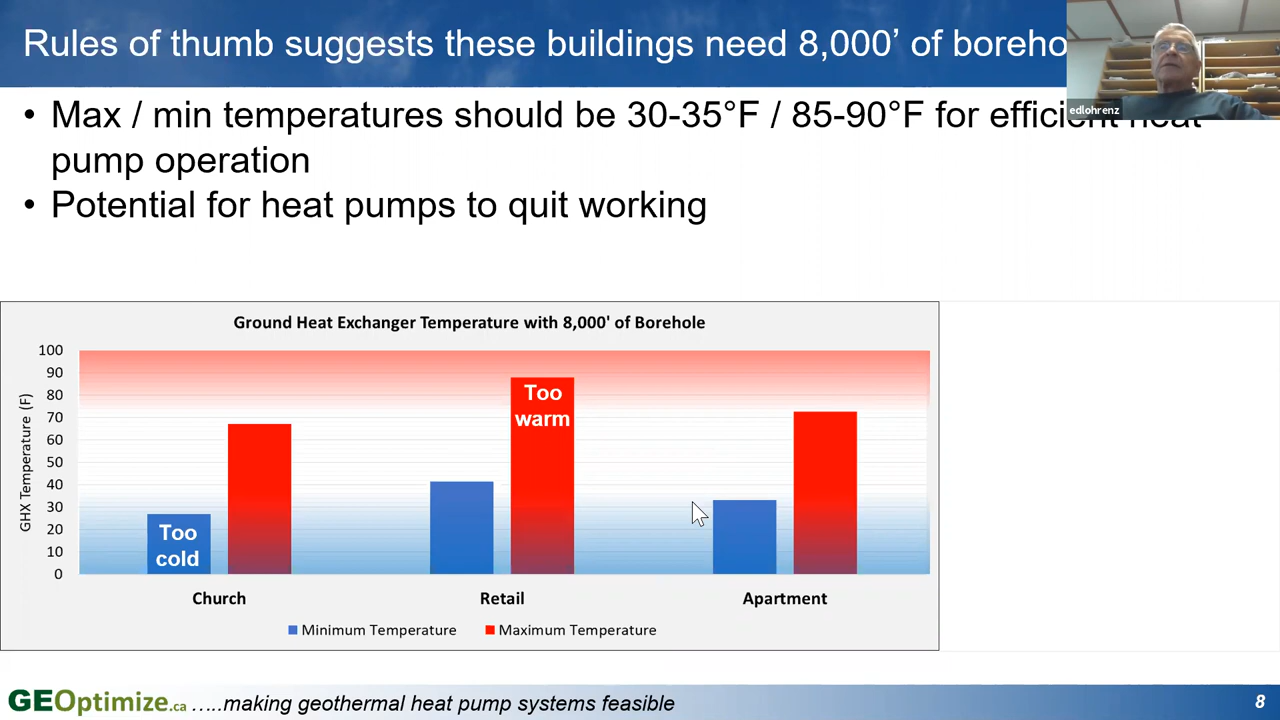 Rules of thumb suggests these buildings need 8,000’ of boreho
edlohrenz
• Max / min temperatures should be 30-35°F / 85-90°F for efficient heat
pump operation
• Potential for heat pumps to quit working
Ground Heat Exchanger Temperature with 8,000' of Borehole
GHX Temperature (F)
100
90
80
70
60
50
40
30
20
10
0
Too
cold
Too
warm
Church
Retail
Apartment
Minimum Temperature
Maximum Temperature
GEOptimize.ca …..making geothermal heat pump systems feasible
8